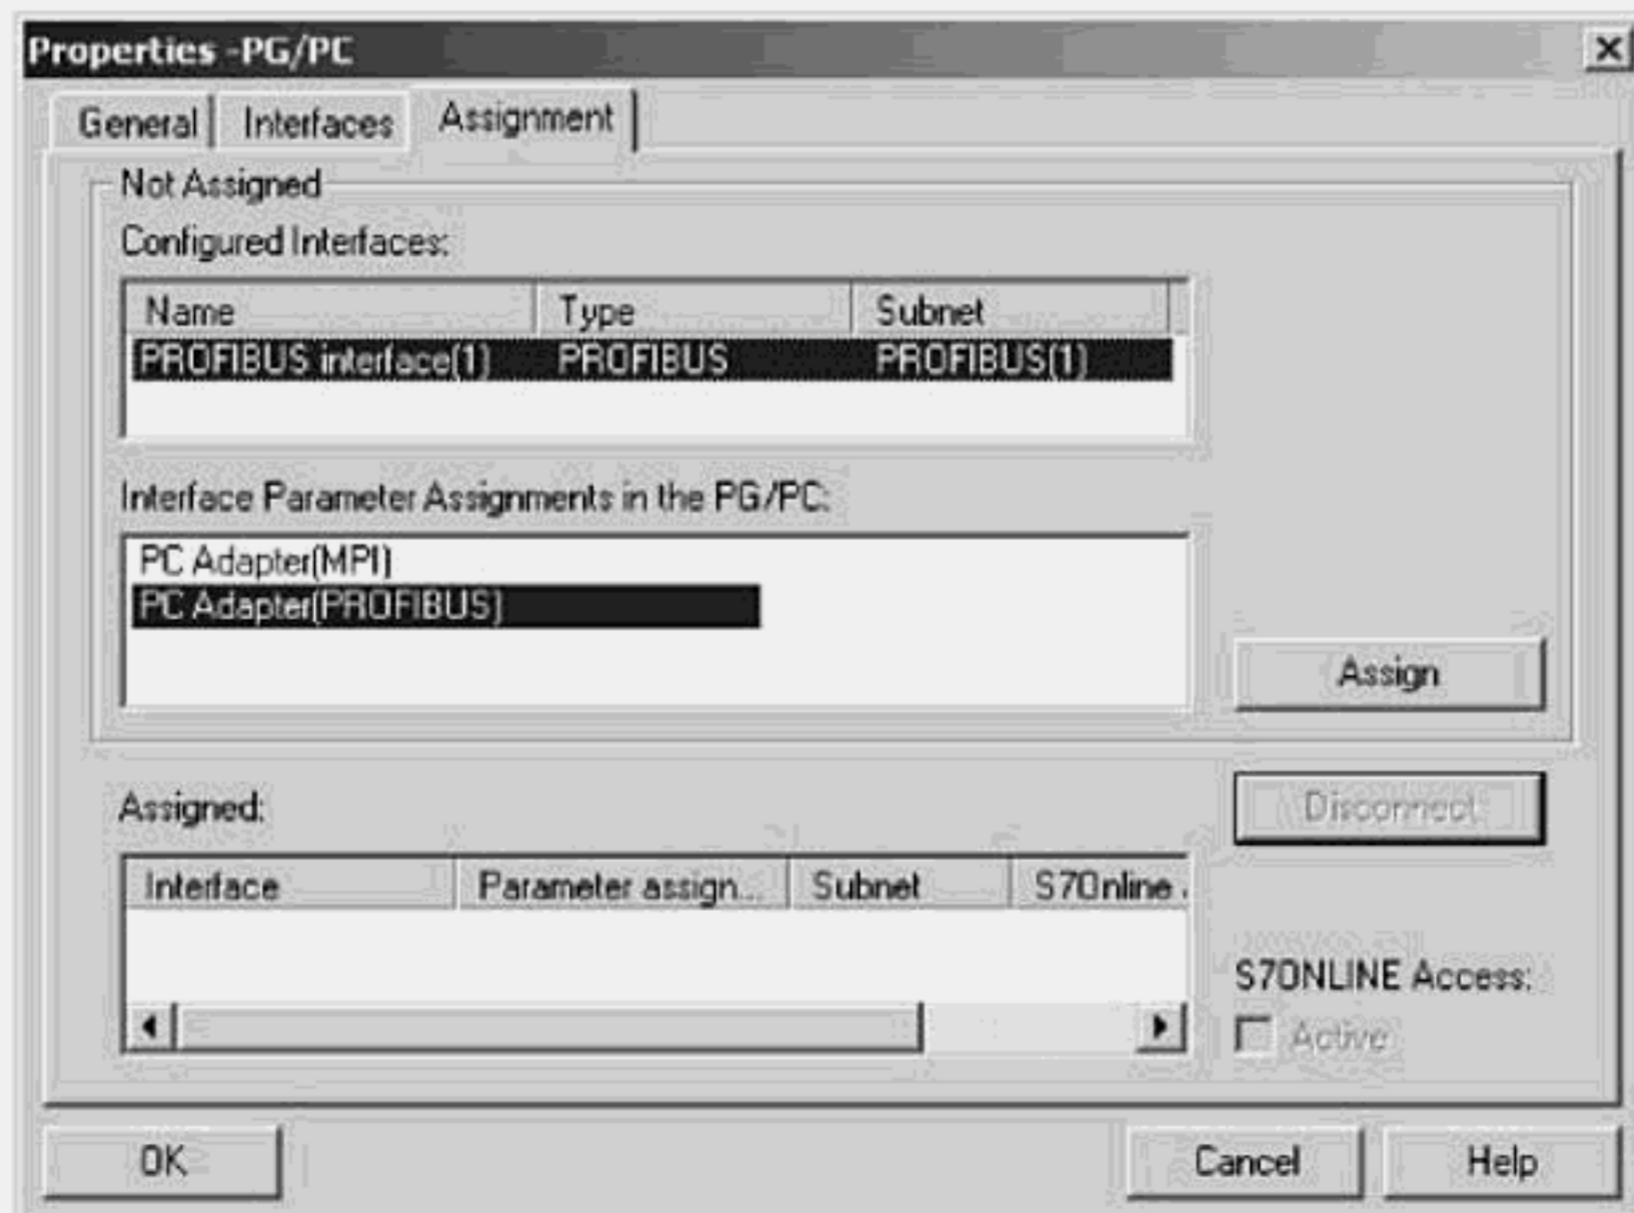 Properties -PG/PC
General Interfaces Assignment
Not Assigned
Configured Interfaces:
Name Type Subnet
PROFIBUS interface(1) PROFIBUS PROFIBUS(1)
Interface Parameter Assignments in the PG/PC:
PC Adapter(MPI)
PC Adapter(PROFIBUS)
Assign
Assigned:
Disconnect
Interface Parameter assign... Subnet S7Online
S7ONLINE Access:
Active
OK Cancel Help